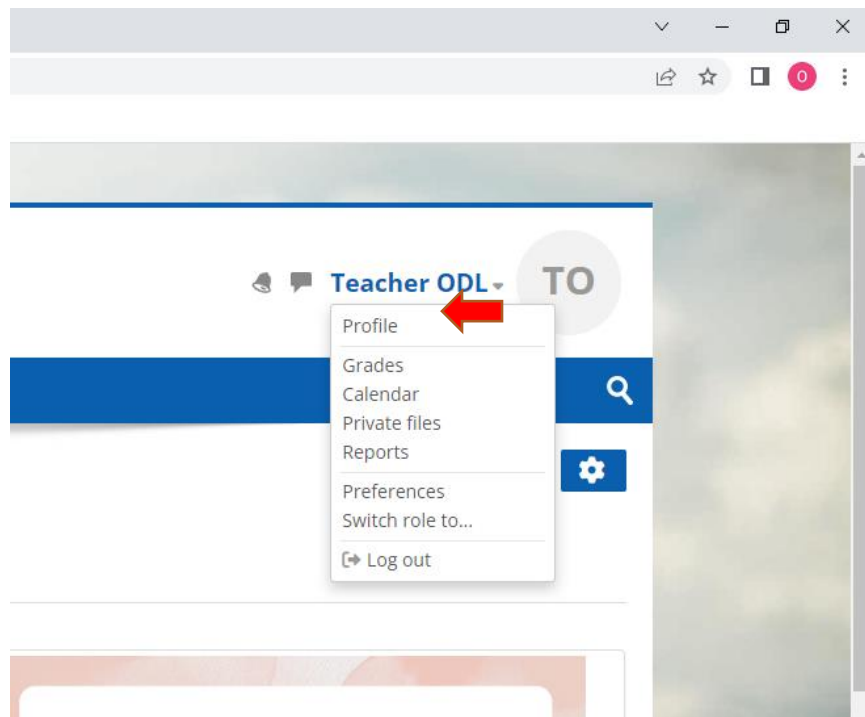 O
Teacher ODL
TO
Profile
Grades
Calendar
Private files
Reports
Preferences
Switch role to...
Log out